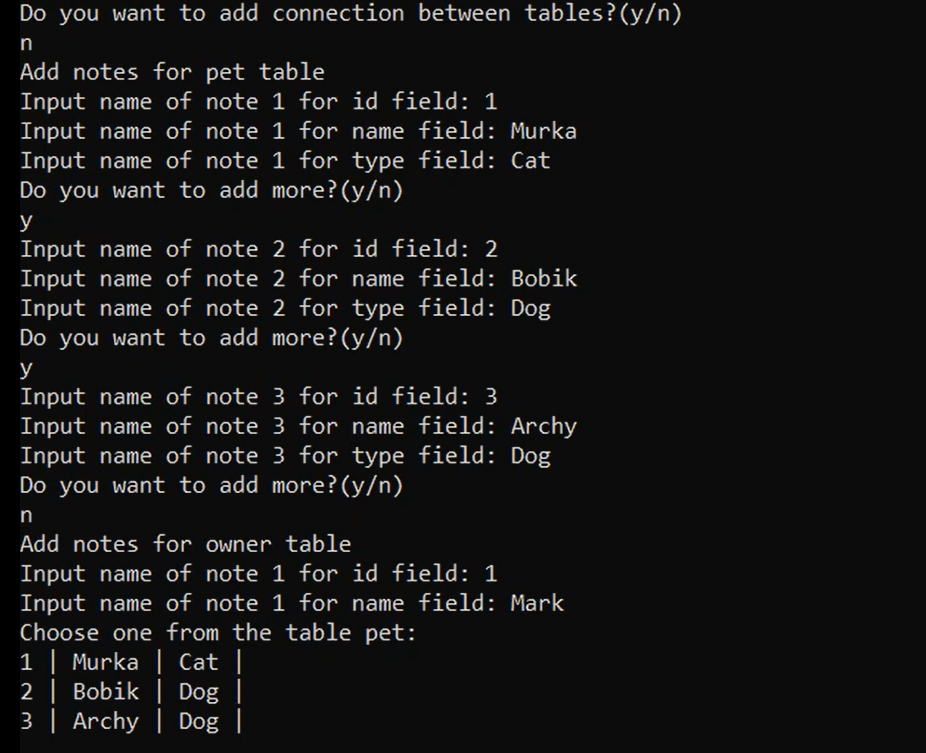 Do you want to add connection between tables?(y/n)
n
Add notes for pet table
Input name of note 1 for id field: 1
Input name of note 1 for name field: Murka
Input name of note 1 for type field: Cat
Do you want to add more?(y/n)
y
Input name of note 2 for id field: 2
Input name of note 2 for name field: Bobik
Input name of note 2 for type field: Dog
Do you want to add more?(y/n)
y
Input name of note 3 for id field: 3
Input name of note 3 for name field: Archy
Input name of note 3 for type field: Dog
Do you want to add more?(y/n)
n
Add notes for owner table
Input name of note 1 for id field: 1
Input name of note 1 for name field: Mark
Choose one from the table pet:
1 | Murka | Cat |
2 | Bobik | Dog |
3 | Archy | Dog |